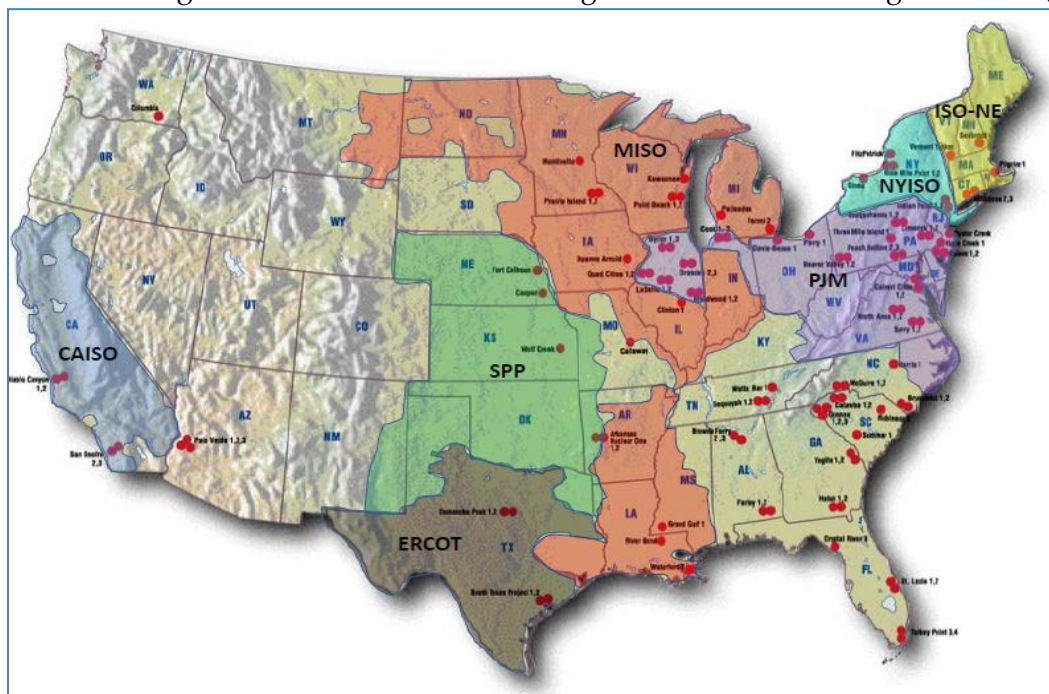 WA
Columbia
OR
ID
MT
WY
NV
UT
CO
CA
CAISO
AZ
NM
Diablo Canyon
1,2
San Onofre
2,3
Palo Verde 1,2,3
ND
SD
NE
Fort Calhoun
Cooper
KS
Wolf Creek
SPP
OK
ERCOT
Comanche Peak 1,2
TX
South Texas Project 1,2
MN
Monticello
Prairie Island 1,2
MISO
WI
Kewaunee
Point Beach 1,2
MI
Palisades
Fermi 2
Cook 1,2
IA
Duane Arnold
Quad Cities 1,2
Byron 1,2
Dresden 2,3
LaSalle 1,2
Braidwood 1,2
Clinton 1
IL
IN
MO
Callaway
AR
Arkansas
Nuclear One
1,2
LA
MS
Grand Gulf 1
River Bend
Waterford 3
ISO-NE
ME
VT
NH
Seabrook
MA
Pilgrim 1
CT
FitzPatrick
NY
Nine Mile Point 1,2
Ginna
NYISO
Indian Point
Susquehanna 1,2
Three Mile Island 1
Limerick 1,2
NJ
Oyster Creek
Hope Creek 1
PA
Peach Bottom 2,3
Beaver Valley 1,2
Perry 1
Davis-Besse 1
OH
PJM
WV
MD
DE
Calvert Cliffs
1,2
North Anna 1,2
Surry 1,2
VA
KY
NC
Harris 1
TN
Watts Bar 1
Sequoyah 1,2
McGuire 1,2
Catawba 1,2
Oconee
1,2,3
Brunswick 1,2
Robinson 2
SC
Summer 1
Browns Ferry
AL
GA
Vogtle 1,2
Farley 1,2
Hatch 1,2
Crystal River 3
FL
St. Lucie 1,2
Turkey Point 3,4